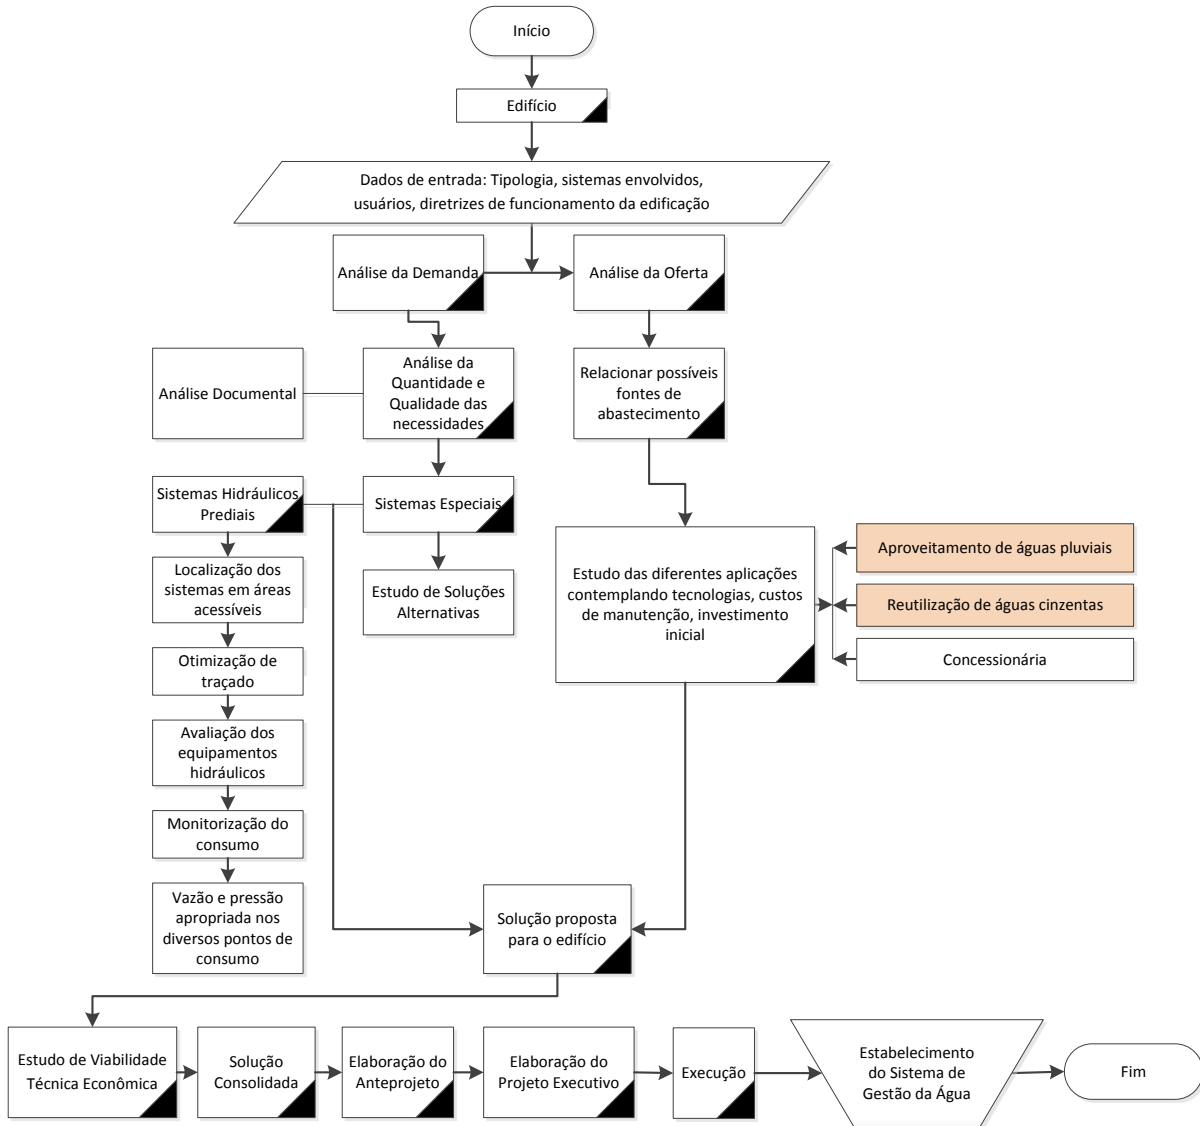 Início
Edifício
Dados de entrada: Tipologia, sistemas envolvidos,
usuários, diretrizes de funcionamento da edificação
Análise da Demanda
Análise da Oferta
Análise Documental
Análise da
Quantidade e
Qualidade das
necessidades
Relacionar possíveis
fontes de
abastecimento
Sistemas Hidráulicos
Prediais
Sistemas Especiais
Localização dos
sistemas em áreas
acessíveis
Estudo de Soluções
Alternativas
Estudo das diferentes aplicações
contemplando tecnologias, custos
de manutenção, investimento
inicial
Aproveitamento de águas pluviais
Reutilização de águas cinzentas
Concessionária
Otimização de
traçado
Avaliação dos
equipamentos
hidráulicos
Monitorização do
consumo
Vazão e pressão
apropriada nos
diversos pontos de
consumo
Solução proposta
para o edifício
Estudo de Viabilidade
Técnica Econômica
Solução
Consolidada
Elaboração do
Anteprojeto
Elaboração do
Projeto Executivo
Execução
Estabelecimento
do Sistema de
Gestão da Água
Fim